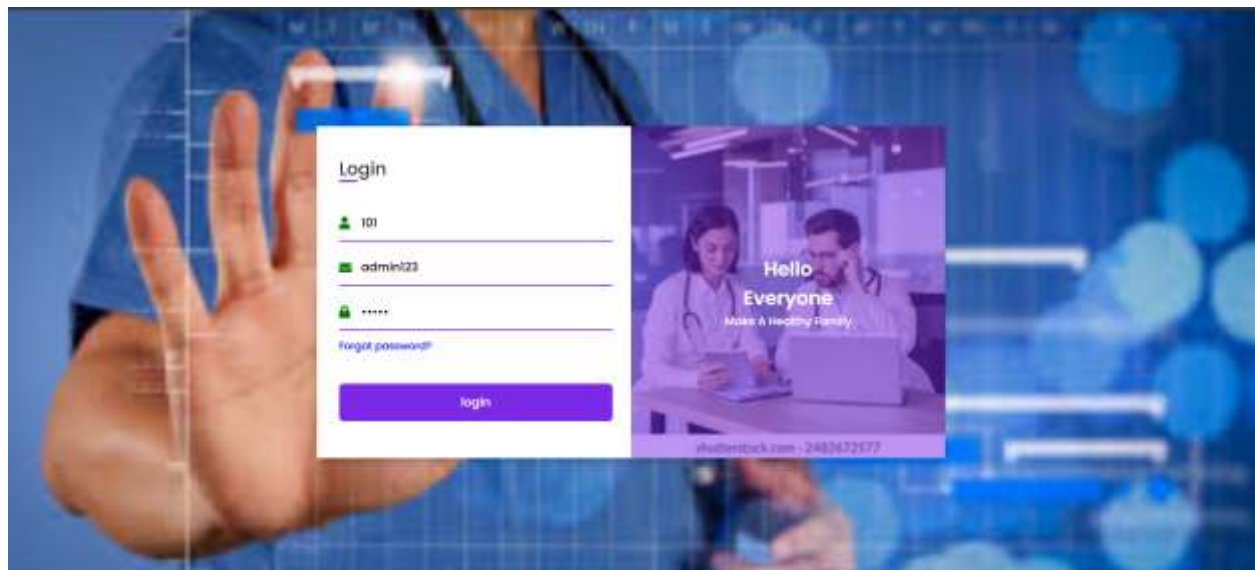 Login
101
admin123
•••••
Forgot password?
login
Hello
Everyone
Make A Healthy Family
shutterstock.com · 2482672577